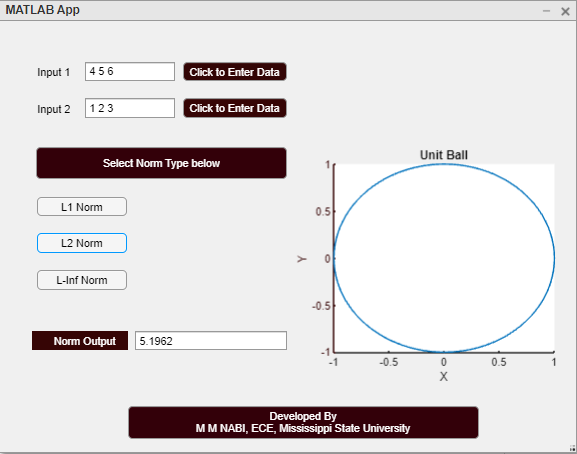 MATLAB App
Input 1 4 5 6 Click to Enter Data
Input 2 1 2 3 Click to Enter Data
Select Norm Type below
L1 Norm
L2 Norm
L-Inf Norm
Norm Output 5.1962
Unit Ball
1
0.5
0
-0.5
-1
Y
-1 -0.5 0 0.5 1
X
Developed By
M M NABI, ECE, Mississippi State University